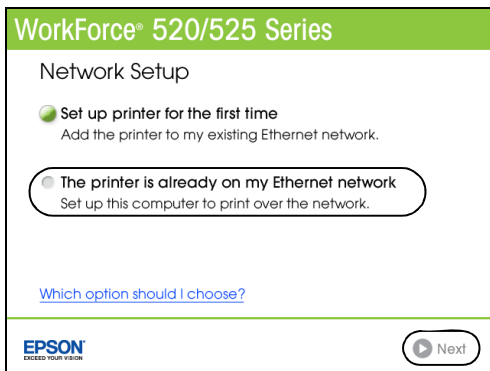 WorkForce® 520/525 Series
Network Setup
Set up printer for the first time
Add the printer to my existing Ethernet network.
The printer is already on my Ethernet network
Set up this computer to print over the network.
Which option should I choose?
EPSON®
EXCEED YOUR VISION
Next